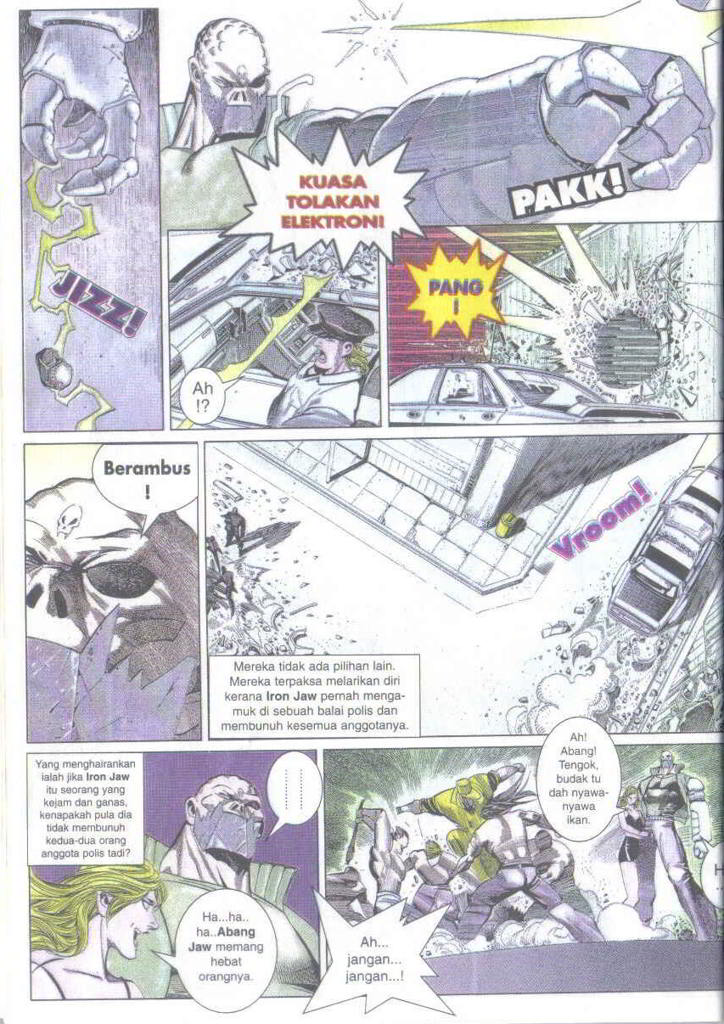 KUASA
TOLAKAN
ELEKTRON!
PAKK!
JIZZ!
Ah
!?
PANG
!
Berambus
!
Vroom!
Mereka tidak ada pilihan lain.
Mereka terpaksa melarikan diri
kerana Iron Jaw pernah menga-
muk di sebuah balai polis dan
membunuh kesemua anggotanya.
Yang menghairankan
ialah jika Iron Jaw
itu seorang yang
kejam dan ganas,
kenapakah pula dia
tidak membunuh
kedua-dua orang
anggota polis tadi?
Ha...ha..
ha..Abang
Jaw memang
hebat
orangnya.
Ah!
Abang!
Tengok,
budak tu
dah nyawa-
nyawa
ikan.
Ah...
jangan...
jangan...!
H